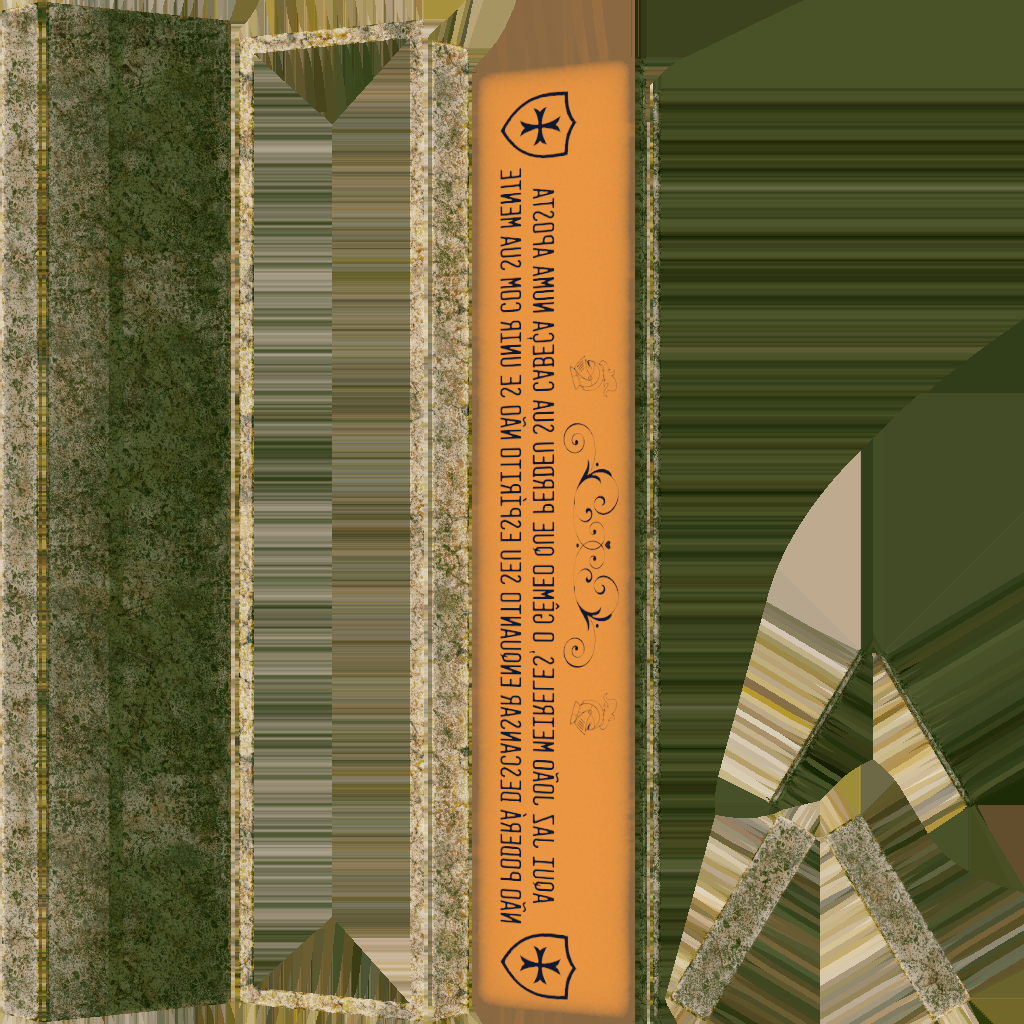 AQUI JAZ JOÃO MEIRELES, O GÊMEO QUE PERDEU SUA CABEÇA NUMA APOSTA
NÃO PODERÁ DESCANSAR ENQUANTO SEU ESPÍRITO NÃO SE UNIR COM SUA MENTE